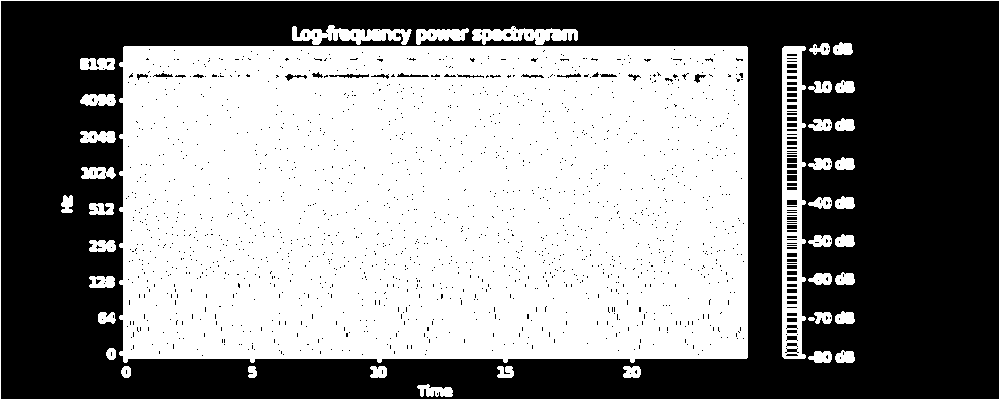 Log-frequency power spectrogram
8192
4096
2048
1024
512
256
128
64
0
Hz
0 5 10 15 20
Time
+0 dB
-10 dB
-20 dB
-30 dB
-40 dB
-50 dB
-60 dB
-70 dB
-80 dB